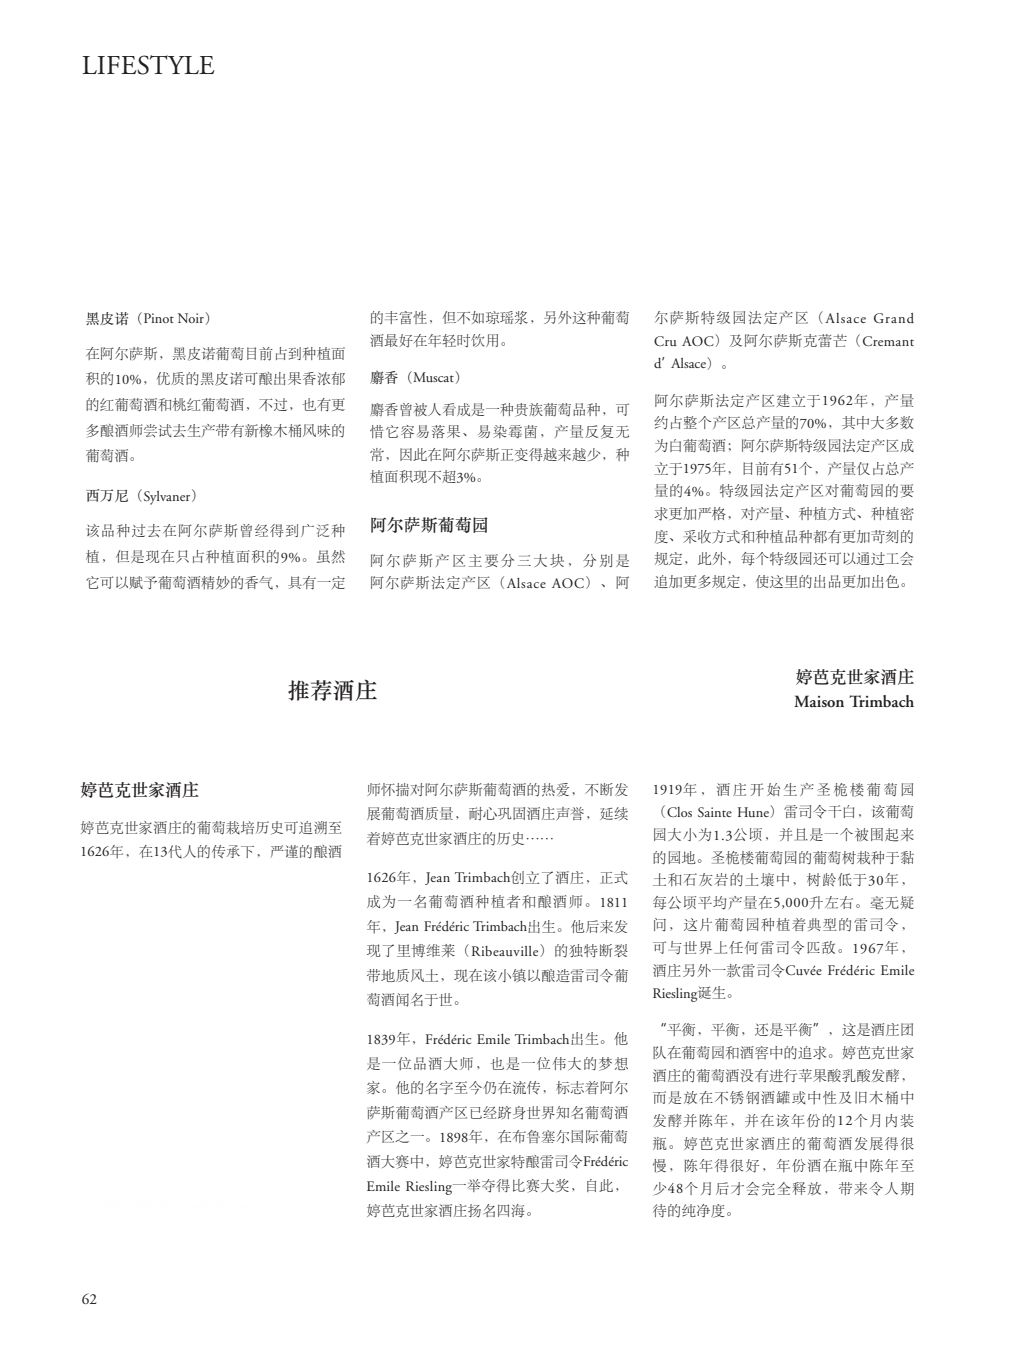 LIFESTYLE
黑皮诺（Pinot Noir）
在阿尔萨斯，黑皮诺葡萄目前占到种植面
积的10%，优质的黑皮诺可酿出果香浓郁
的红葡萄酒和桃红葡萄酒，不过，也有更
多酿酒师尝试去生产带有新橡木桶风味的
葡萄酒。
西万尼（Sylvaner）
该品种过去在阿尔萨斯曾经得到广泛种
植，但是现在只占种植面积的9%。虽然
它可以赋予葡萄酒精妙的香气，具有一定
的丰富性，但不如琼瑶浆，另外这种葡萄
酒最好在年轻时饮用。
麝香（Muscat）
麝香曾被人看成是一种贵族葡萄品种，可
惜它容易落果、易染霉菌，产量反复无
常，因此在阿尔萨斯正变得越来越少，种
植面积现不超3%。
阿尔萨斯葡萄园
阿尔萨斯产区主要分三大块，分别是
阿尔萨斯法定产区（Alsace AOC）、阿
尔萨斯特级园法定产区（Alsace Grand
Cru AOC）及阿尔萨斯克蕾芒（Cremant
d’Alsace）。
阿尔萨斯法定产区建立于1962年，产量
约占整个产区总产量的70%，其中大多数
为白葡萄酒；阿尔萨斯特级园法定产区成
立于1975年，目前有51个，产量仅占总产
量的4%。特级园法定产区对葡萄园的要
求更加严格，对产量、种植方式、种植密
度、采收方式和种植品种都有更加苛刻的
规定，此外，每个特级园还可以通过工会
追加更多规定，使这里的出品更加出色。
推荐酒庄
婷芭克世家酒庄
Maison Trimbach
婷芭克世家酒庄
婷芭克世家酒庄的葡萄栽培历史可追溯至
1626年，在13代人的传承下，严谨的酿酒
师怀揣对阿尔萨斯葡萄酒的热爱，不断发
展葡萄酒质量，耐心巩固酒庄声誉，延续
着婷芭克世家酒庄的历史……
1626年，Jean Trimbach创立了酒庄，正式
成为一名葡萄酒种植者和酿酒师。1811
年，Jean Frédéric Trimbach出生。他后来发
现了里博维莱（Ribeauville）的独特断裂
带地质风土，现在该小镇以酿造雷司令葡
萄酒闻名于世。
1839年，Frédéric Emile Trimbach出生。他
是一位品酒大师，也是一位伟大的梦想
家。他的名字至今仍在流传，标志着阿尔
萨斯葡萄酒产区已经跻身世界知名葡萄酒
产区之一。1898年，在布鲁塞尔国际葡萄
酒大赛中，婷芭克世家特酿雷司令Frédéric
Emile Riesling一举夺得比赛大奖，自此，
婷芭克世家酒庄扬名四海。
1919年，酒庄开始生产圣桅楼葡萄园
（Clos Sainte Hune）雷司令干白，该葡萄
园大小为1.3公顷，并且是一个被围起来
的园地。圣桅楼葡萄园的葡萄树栽种于黏
土和石灰岩的土壤中，树龄低于30年，
每公顷平均产量在5,000升左右。毫无疑
问，这片葡萄园种植着典型的雷司令，
可与世界上任何雷司令匹敌。1967年，
酒庄另外一款雷司令Cuvée Frédéric Emile
Riesling诞生。
“平衡，平衡，还是平衡”，这是酒庄团
队在葡萄园和酒窖中的追求。婷芭克世家
酒庄的葡萄酒没有进行苹果酸乳酸发酵，
而是放在不锈钢酒罐或中性及旧木桶中
发酵并陈年，并在该年份的12个月内装
瓶。婷芭克世家酒庄的葡萄酒发展得很
慢，陈年得很好，年份酒在瓶中陈年至
少48个月后才会完全释放，带来令人期
待的纯净度。
62